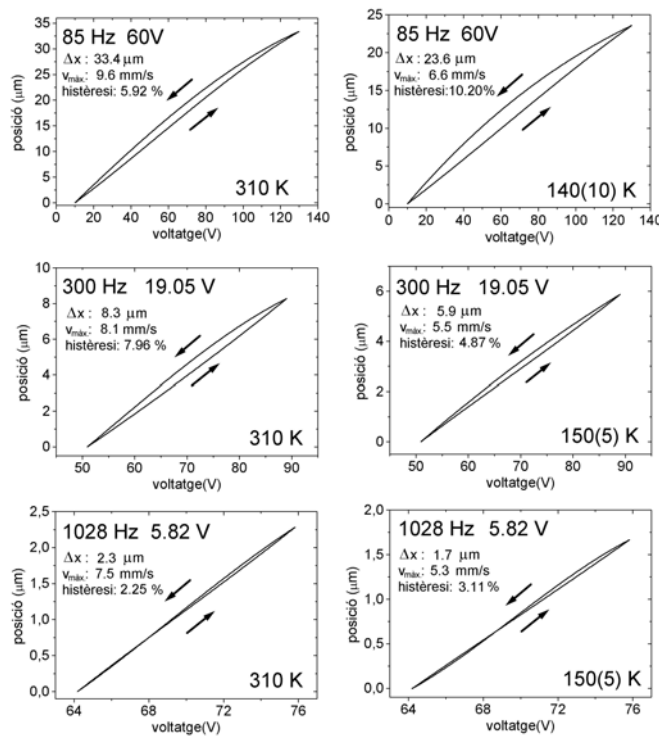 85 Hz 60V
Δx : 33.4 µm
vmàx.: 9.6 mm/s
histèresi: 5.92 %
310 K
posició (µm)
35
30
25
20
15
10
5
0
0 20 40 60 80 100 120 140
voltatge(V)
85 Hz 60V
Δx : 23.6 µm
vmàx.: 6.6 mm/s
histèresi:10.20%
140(10) K
posició (µm)
25
20
15
10
5
0
0 20 40 60 80 100 120 140
voltatge(V)
300 Hz 19.05 V
Δx : 8.3 µm
vmàx.: 8.1 mm/s
histèresi: 7.96 %
310 K
posició (µm)
10
8
6
4
2
0
50 60 70 80 90
voltatge(V)
300 Hz 19.05 V
Δx : 5.9 µm
vmàx.: 5.5 mm/s
histèresi: 4.87 %
150(5) K
posició (µm)
6
4
2
0
50 60 70 80 90
voltatge(V)
1028 Hz 5.82 V
Δx : 2.3 µm
vmàx.: 7.5 mm/s
histèresi: 2.25 %
310 K
posició (µm)
2,5
2,0
1,5
1,0
0,5
0,0
64 68 72 76
voltatge(V)
1028 Hz 5.82 V
Δx : 1.7 µm
vmàx.: 5.3 mm/s
histèresi: 3.11 %
150(5) K
posició (µm)
2,0
1,5
1,0
0,5
0,0
64 68 72 76
voltatge(V)